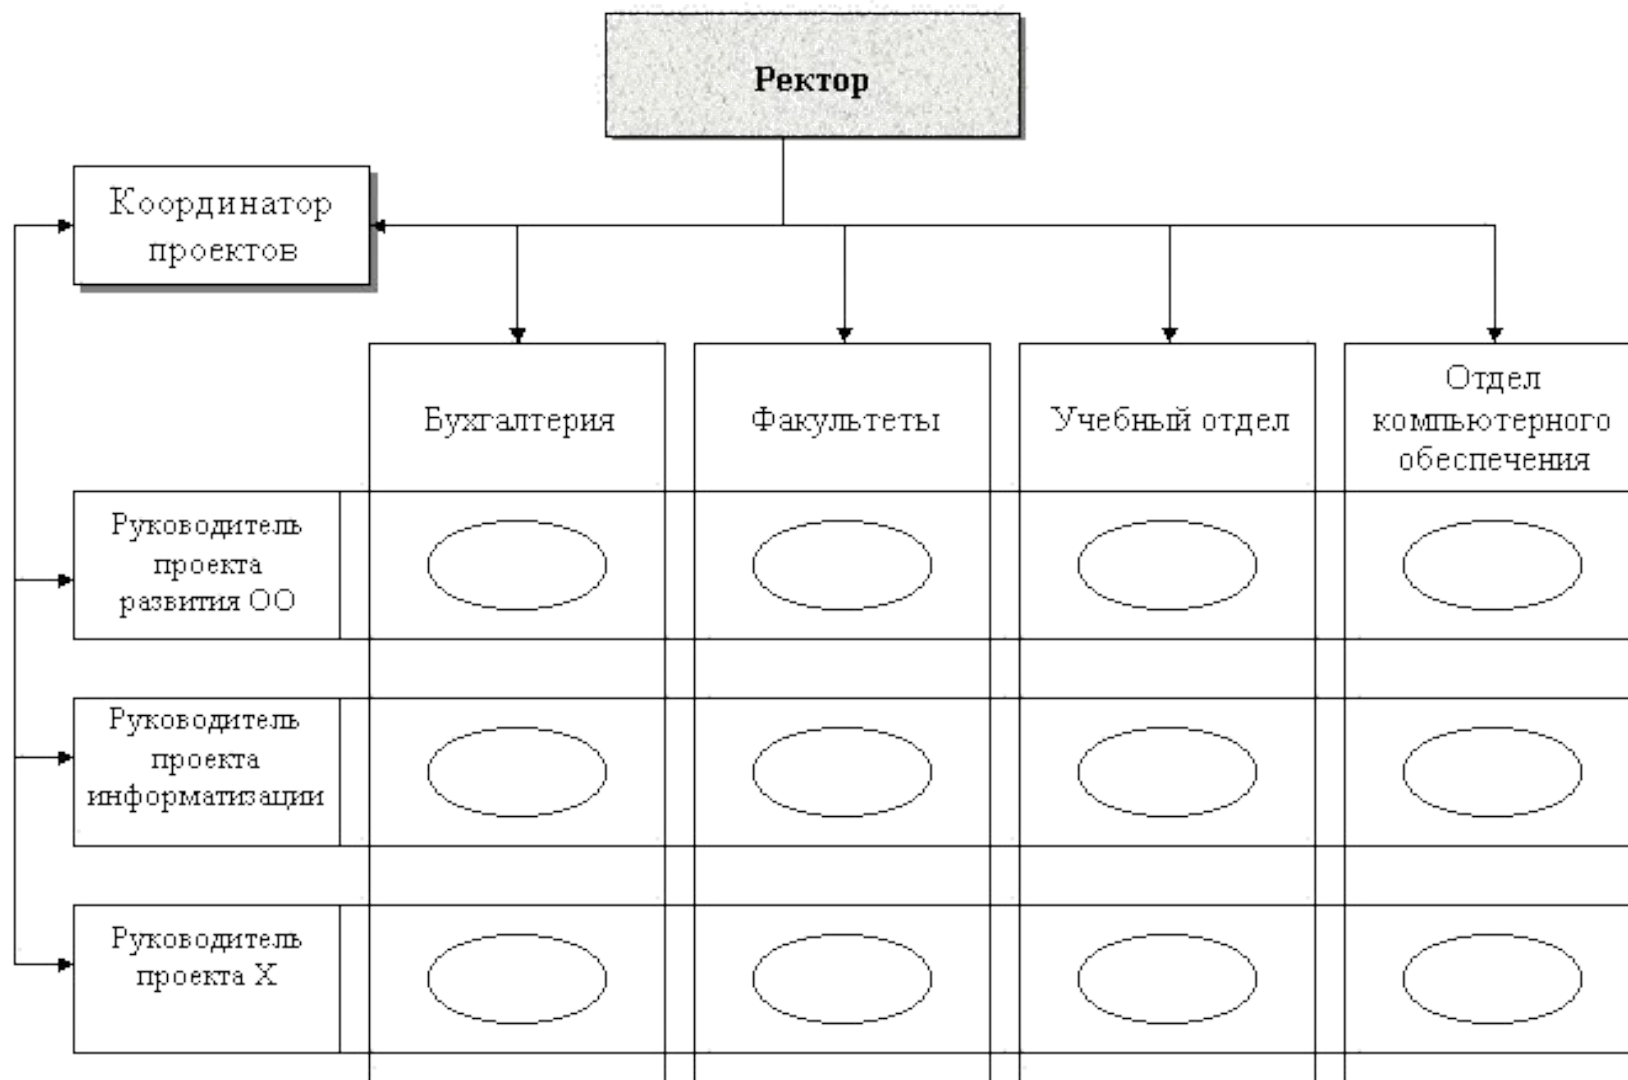 Ректор
Координатор
проектов
Бухгалтерия
Факультеты
Учебный отдел
Отдел
компьютерного
обеспечения
Руководитель
проекта
развития ОО
Руководитель
проекта
информатизации
Руководитель
проекта X